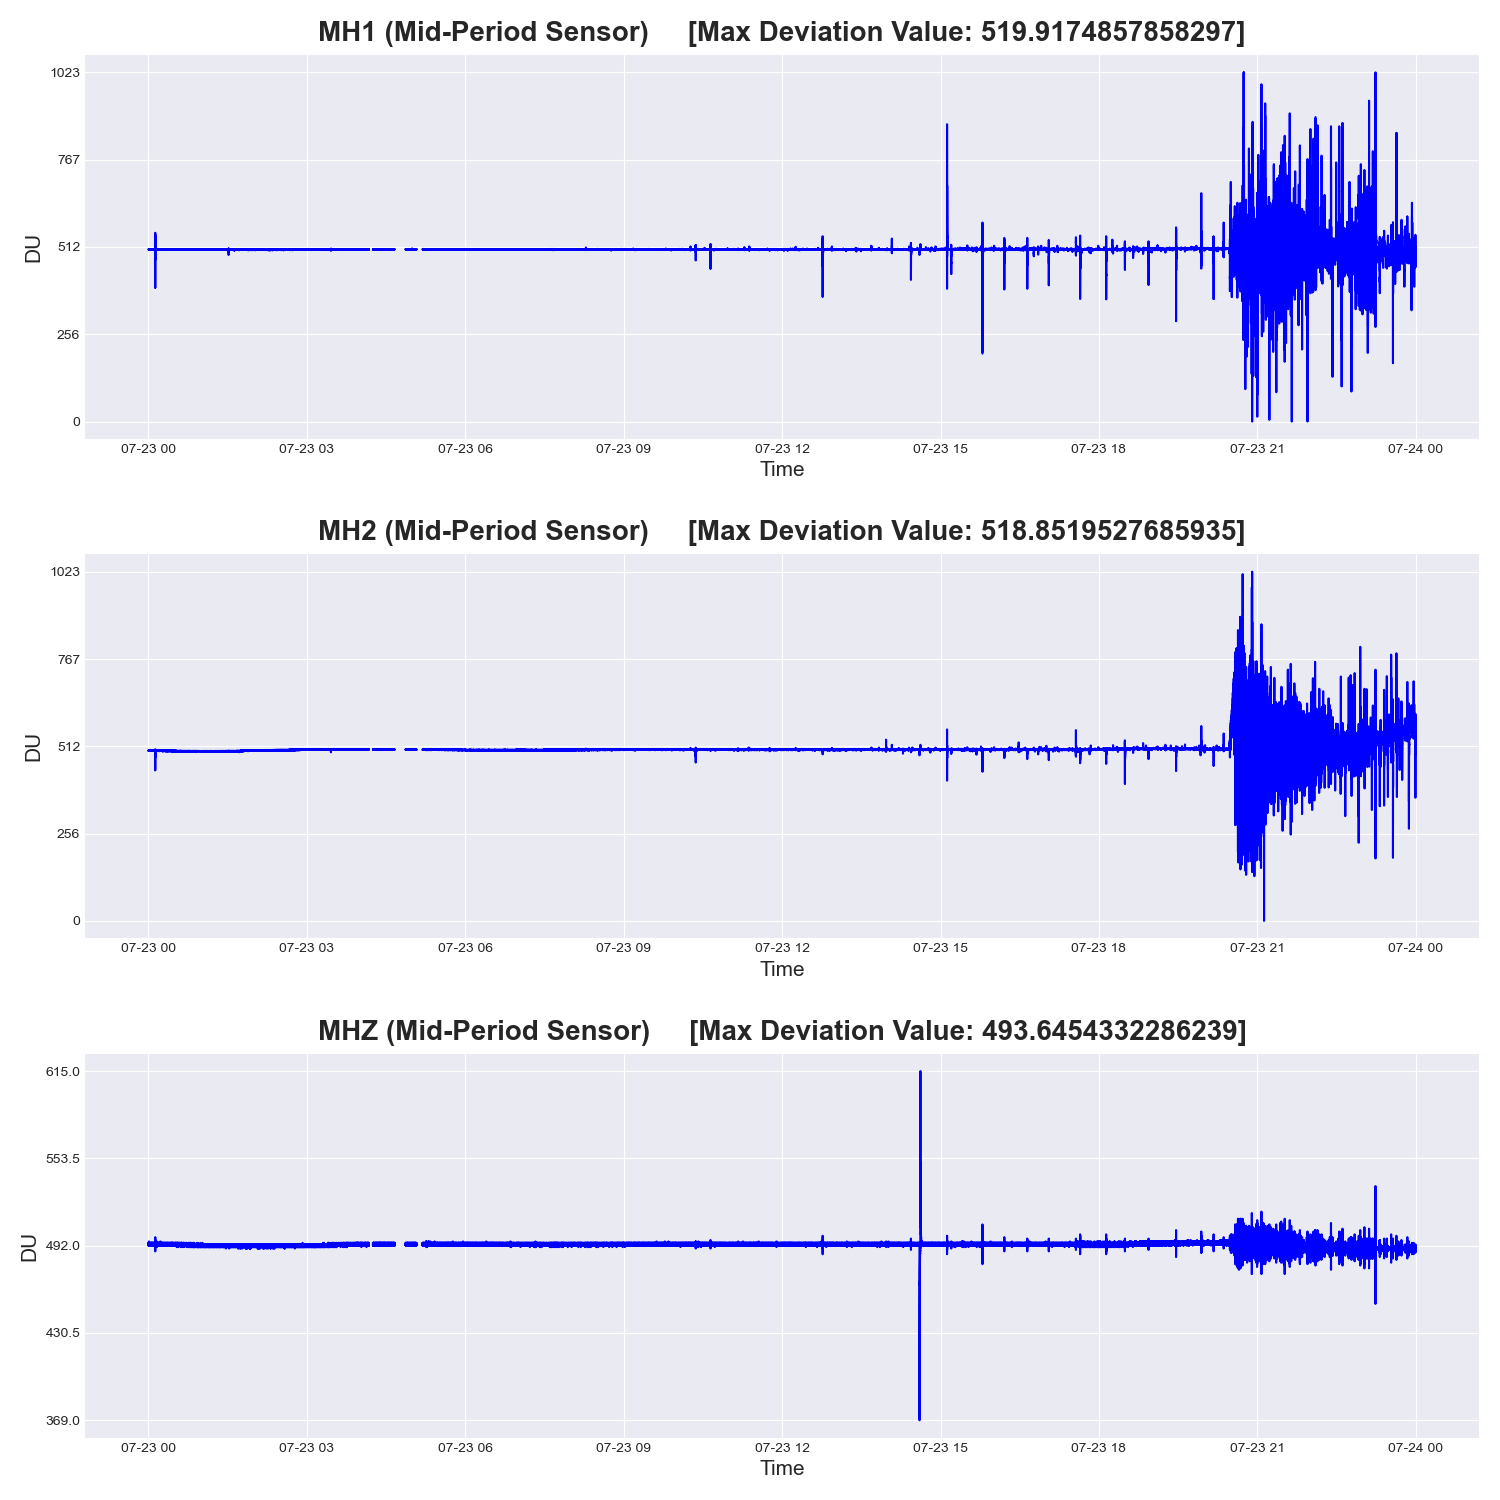 MH1 (Mid-Period Sensor) [Max Deviation Value: 519.9174857858297]
1023
767
512
256
0
DU
07-23 00 07-23 03 07-23 06 07-23 09 07-23 12 07-23 15 07-23 18 07-23 21 07-24 00
Time
MH2 (Mid-Period Sensor) [Max Deviation Value: 518.8519527685935]
1023
767
512
256
0
DU
07-23 00 07-23 03 07-23 06 07-23 09 07-23 12 07-23 15 07-23 18 07-23 21 07-24 00
Time
MHZ (Mid-Period Sensor) [Max Deviation Value: 493.6454332286239]
615.0
553.5
492.0
430.5
369.0
DU
07-23 00 07-23 03 07-23 06 07-23 09 07-23 12 07-23 15 07-23 18 07-23 21 07-24 00
Time